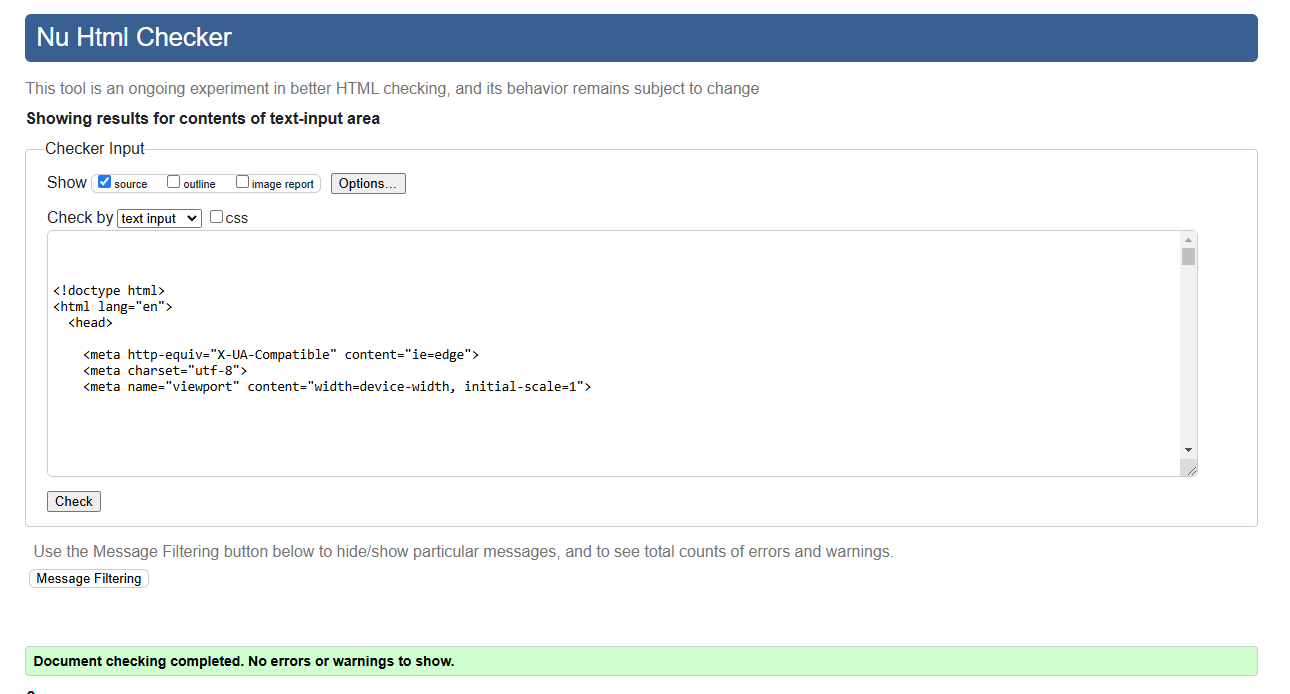 Nu Html Checker
This tool is an ongoing experiment in better HTML checking, and its behavior remains subject to change
Showing results for contents of text-input area
Checker Input
Show source outline image report Options...
Check by text input css
<!doctype html>
<html lang="en">
<head>
<meta http-equiv="X-UA-Compatible" content="ie=edge">
<meta charset="utf-8">
<meta name="viewport" content="width=device-width, initial-scale=1">
Check
Use the Message Filtering button below to hide/show particular messages, and to see total counts of errors and warnings.
Message Filtering
Document checking completed. No errors or warnings to show.